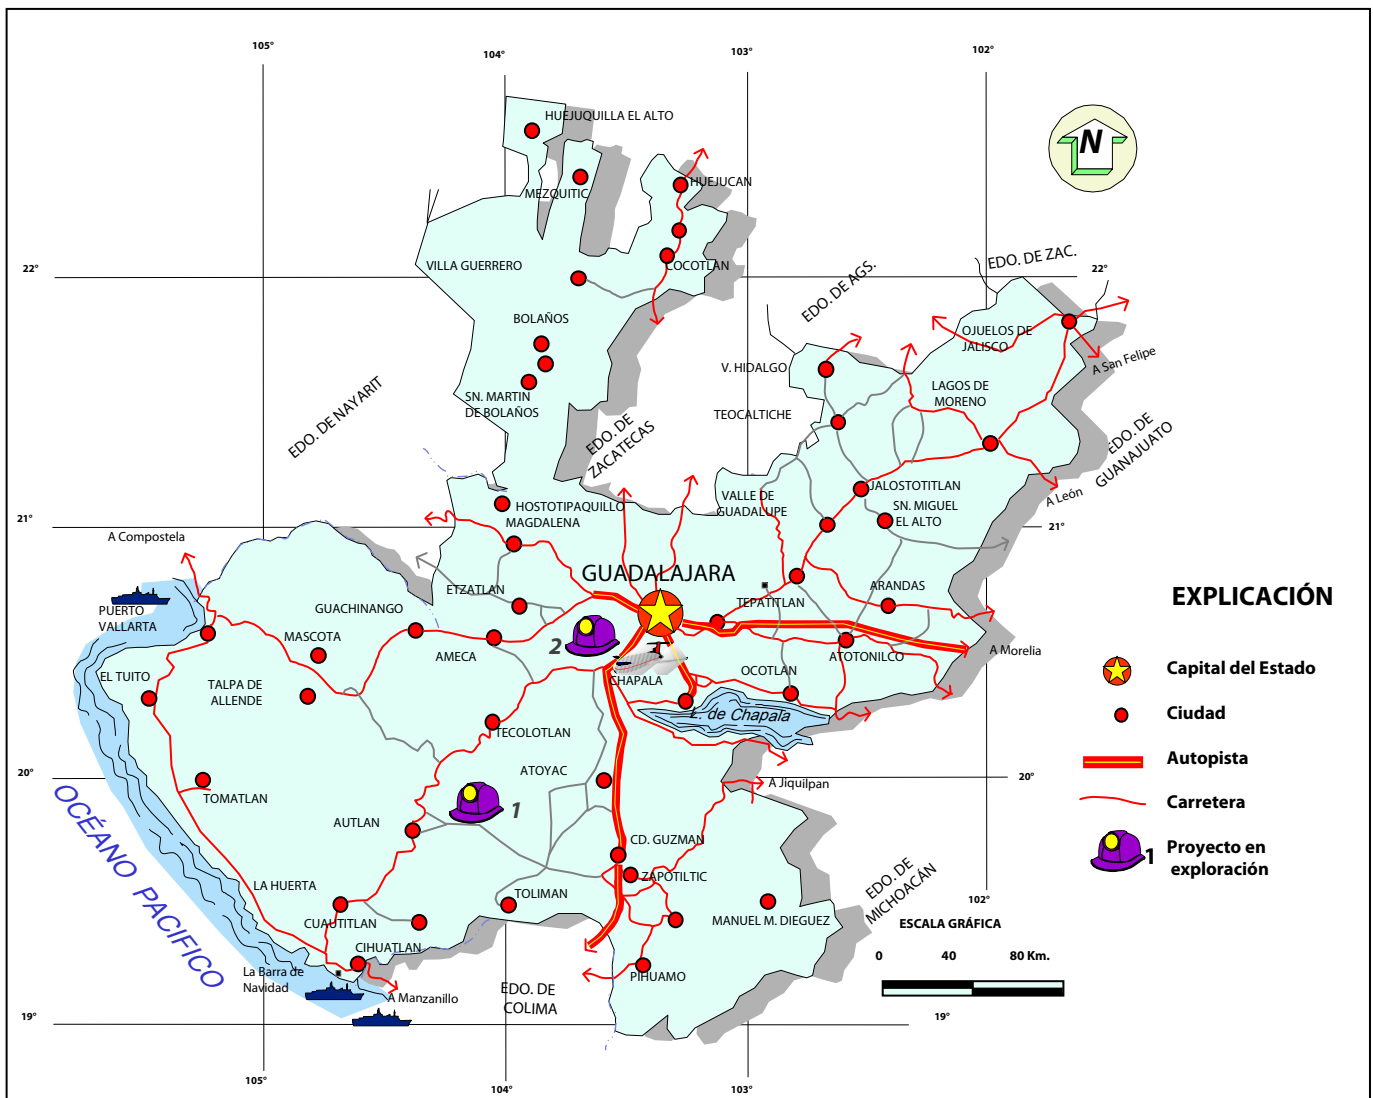 105°
104°
103°
102°
HUEJUQUILLA EL ALTO
N
MEZQUITIC
HUEJUCAN
VILLA GUERRERO
COCOTLAN
22°
EDO. DE AGS.
EDO. DE ZAC.
22°
BOLAÑOS
OJUELOS DE
JALISCO
A San Felipe
V. HIDALGO
EDO. DE NAYARIT
SN. MARTIN
DE BOLAÑOS
LAGOS DE
MORENO
TEOCALTICHE
EDO. DE
ZACATECAS
EDO. DE
GUANAJUATO
JALOSTOTITLAN
A León
HOSTOTIPAQUILLO
MAGDALENA
VALLE DE
GUADALUPE
SN. MIGUEL
EL ALTO
21°
21°
A Compostela
GUADALAJARA
ETZATLAN
ARANDAS
TEPATITLAN
PUERTO
VALLARTA
GUACHINANGO
EXPLICACIÓN
MASCOTA
AMECA
2
ATOTONILCO
A Morelia
EL TUITO
TALPA DE
ALLENDE
CHAPALA
OCOTLAN
Capital del Estado
L. de Chapala
Ciudad
TECOLOTLAN
Autopista
20°
ATOYAC
20°
A Jiquilpan
TOMATLAN
Carretera
1
AUTLAN
OCÉANO PACIFICO
CD. GUZMAN
1
Proyecto en
exploración
ZAPOTILTIC
LA HUERTA
TOLIMAN
EDO. DE
MICHOACÁN
102°
CUAUTITLAN
MANUEL M. DIEGUEZ
ESCALA GRÁFICA
CIHUATLAN
0
40
80 Km.
La Barra de
Navidad
PIHUAMO
A Manzanillo
EDO. DE
COLIMA
19°
19°
105°
104°
103°